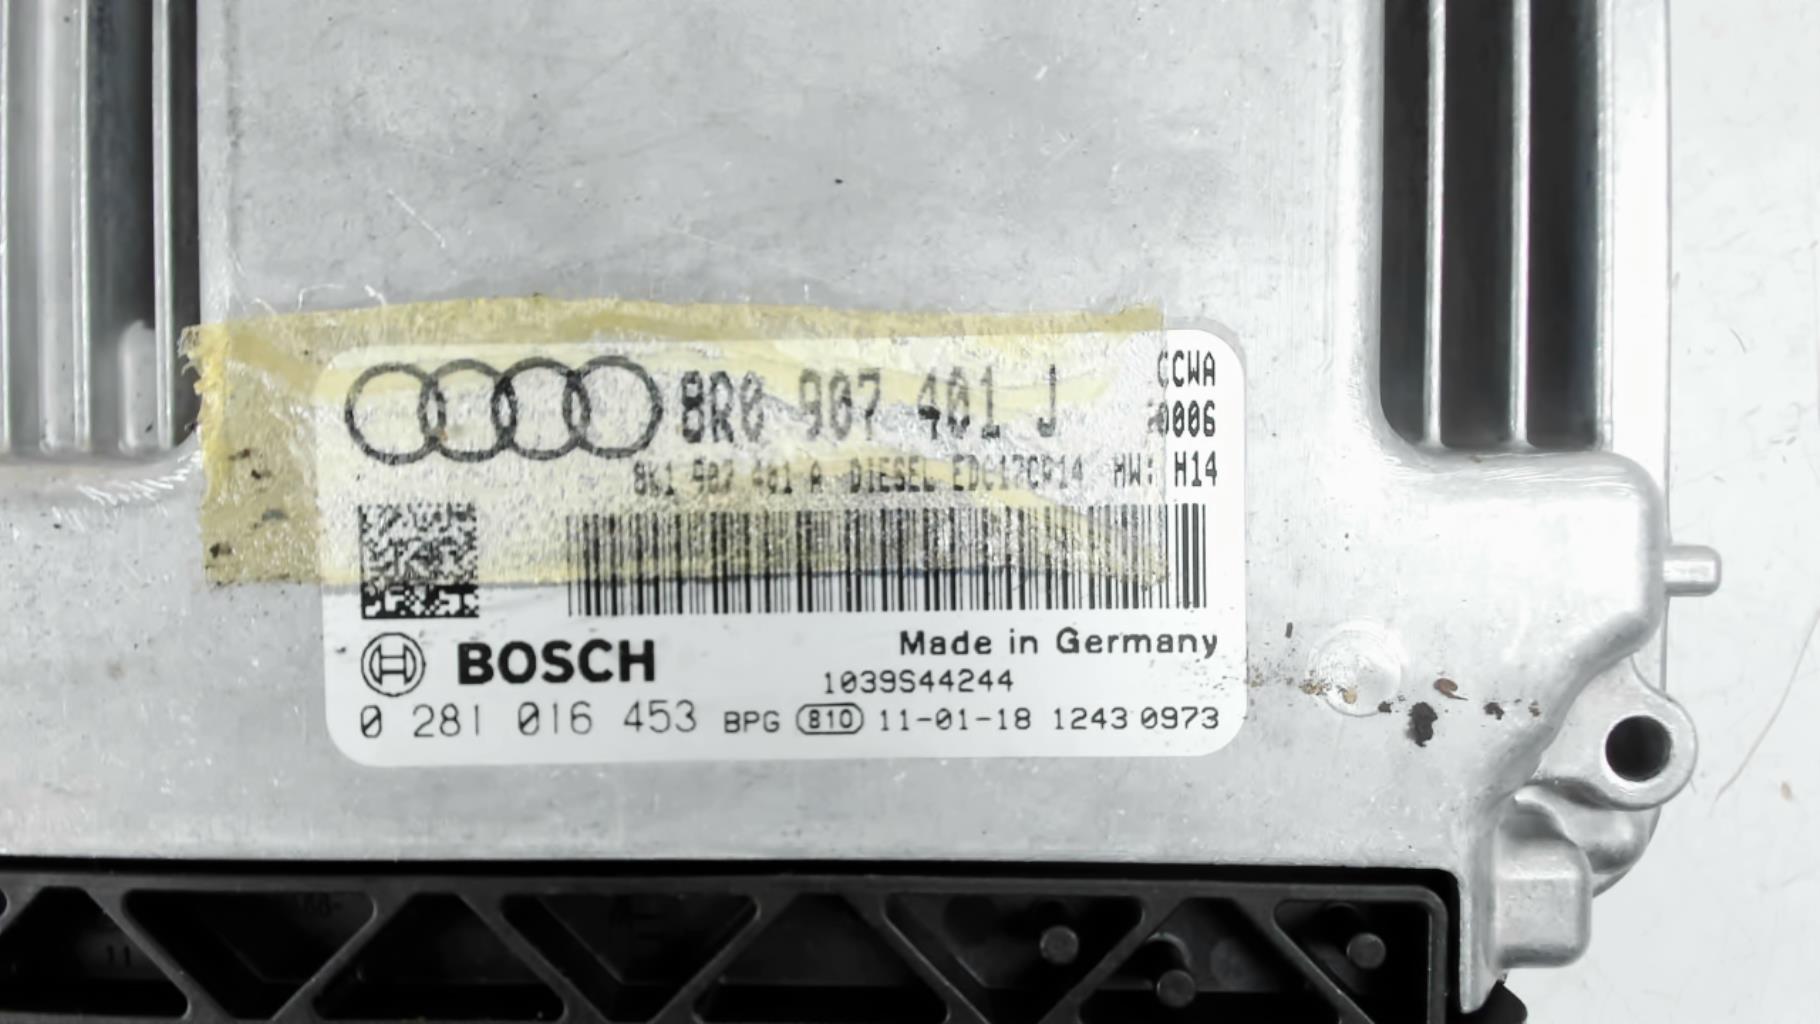 8R0 907 401 J
CCWA
0006
8K1 907 401 A DIESEL EDC17CP14 HW: H14
BOSCH
Made in Germany
1039S44244
0 281 016 453 BPG 810 11-01-18 1243 0973
11